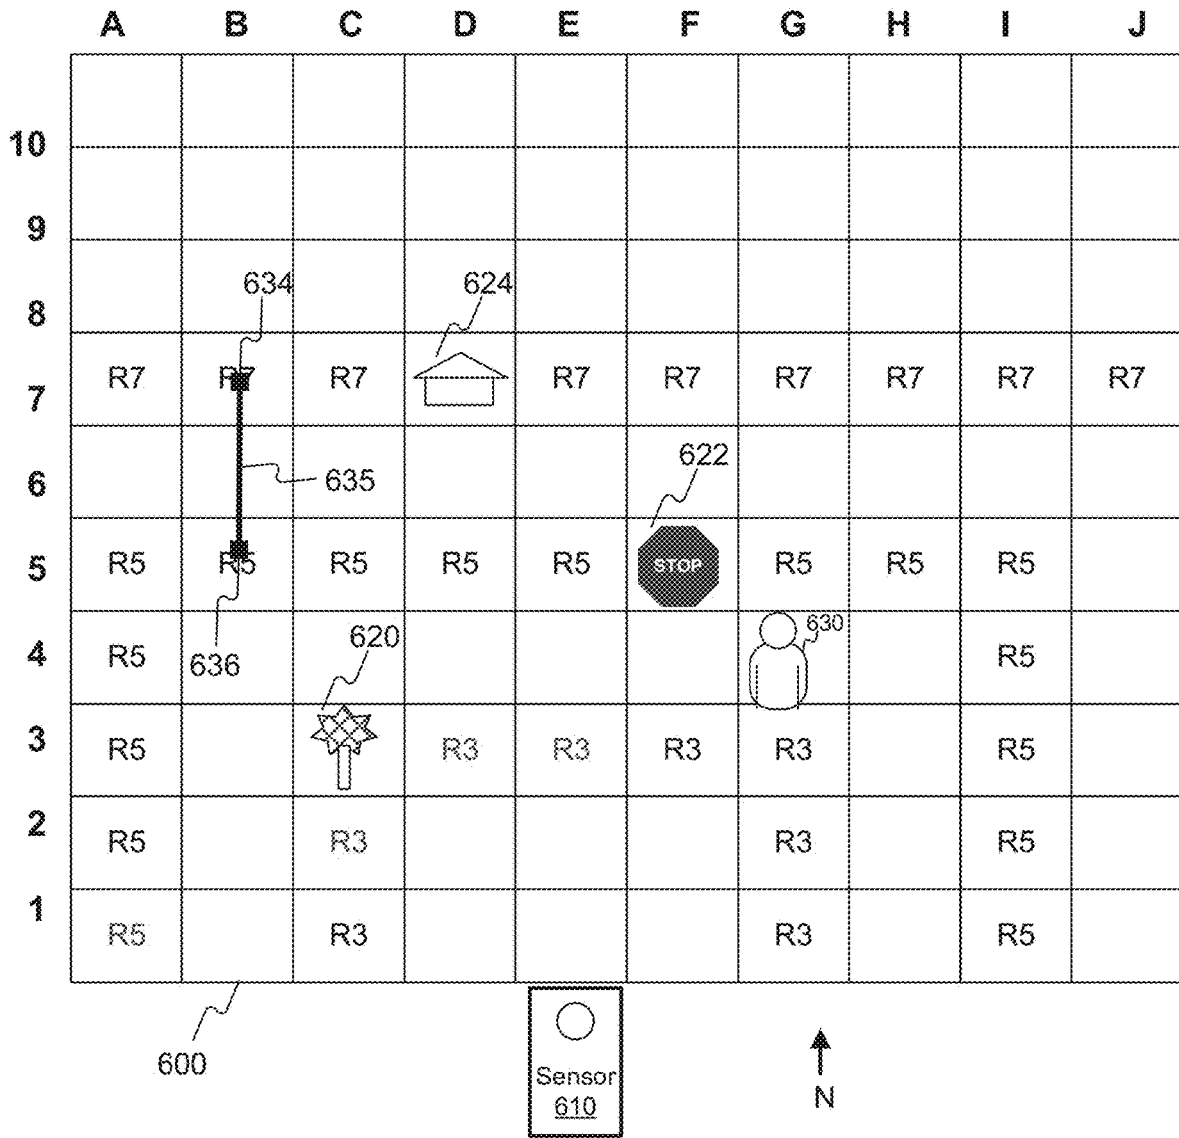 A B C D E F G H I J
10
9
634 624
8
R7 R7 R7 R7 R7 R7 R7 R7 R7
7
622
6 635
5 R5 R5 R5 R5 R5 STOP R5 R5 R5
620 630
4 R5 636 R5
3 R5 R3 R3 R3 R3 R5
2 R5 R3 R3 R5
1
R5 R3 R3 R5
600
Sensor
610
N